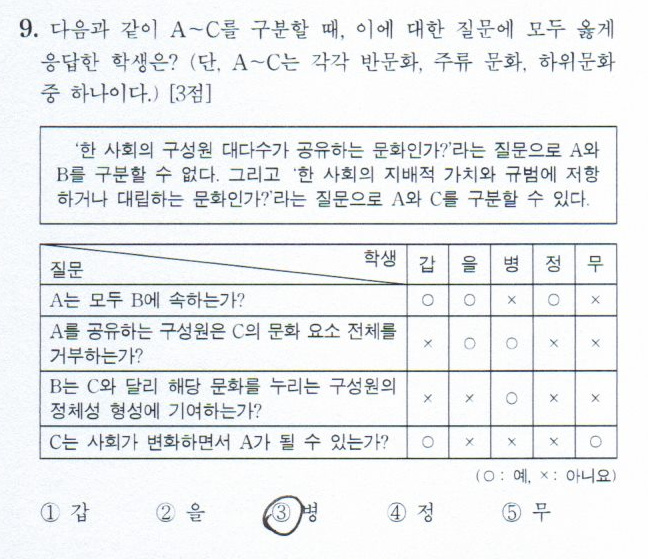 9. 다음과 같이 A~C를 구분할 때, 이에 대한 질문에 모두 옳게
응답한 학생은? (단, A~C는 각각 반문화, 주류 문화, 하위문화
중 하나이다.) [3점]
'한 사회의 구성원 대다수가 공유하는 문화인가?'라는 질문으로 A와
B를 구분할 수 없다. 그리고 '한 사회의 지배적 가치와 규범에 저항
하거나 대립하는 문화인가?'라는 질문으로 A와 C를 구분할 수 있다.
질문 학생 갑 을 병 정 무
A는 모두 B에 속하는가? ○ ○ × ○ ×
A를 공유하는 구성원은 C의 문화 요소 전체를
거부하는가? × ○ ○ × ×
B는 C와 달리 해당 문화를 누리는 구성원의
정체성 형성에 기여하는가? × × ○ × ×
C는 사회가 변화하면서 A가 될 수 있는가? ○ × × × ○
(○: 예, ×: 아니요)
① 갑 ② 을 ③ 병 ④ 정 ⑤ 무